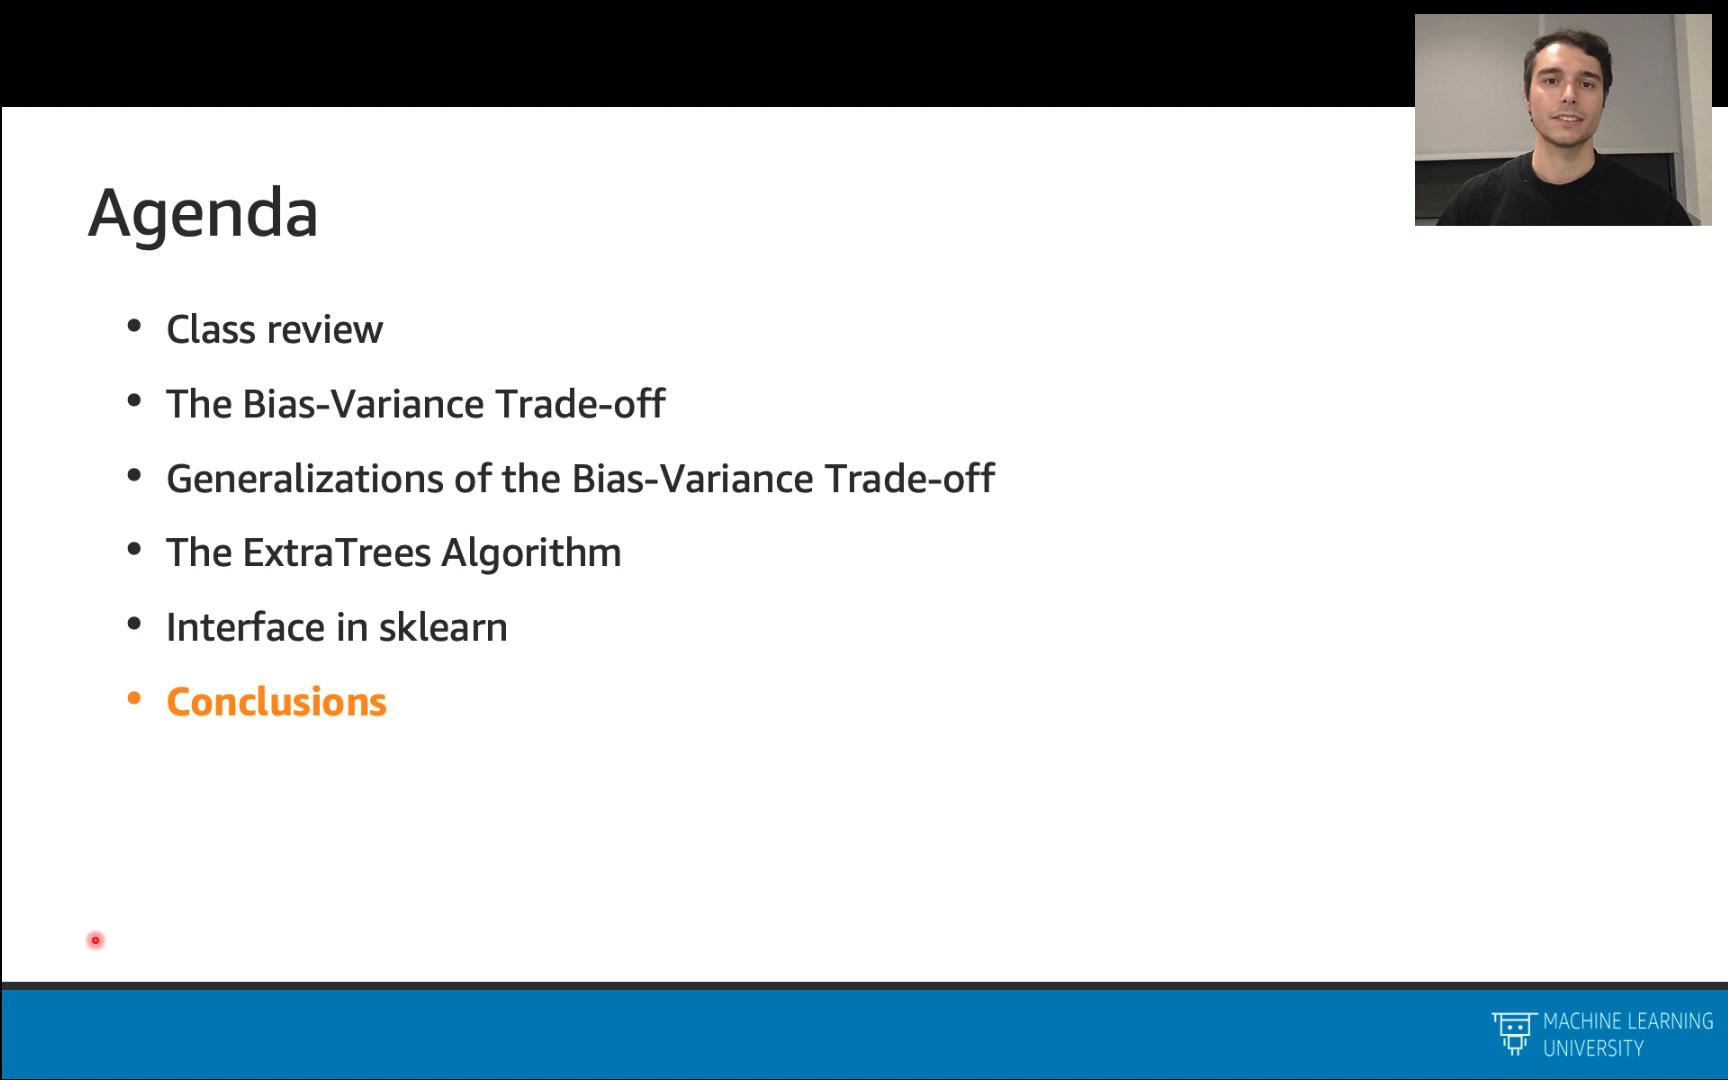 Agenda
• Class review
• The Bias-Variance Trade-off
• Generalizations of the Bias-Variance Trade-off
• The ExtraTrees Algorithm
• Interface in sklearn
• Conclusions
MACHINE LEARNING
UNIVERSITY